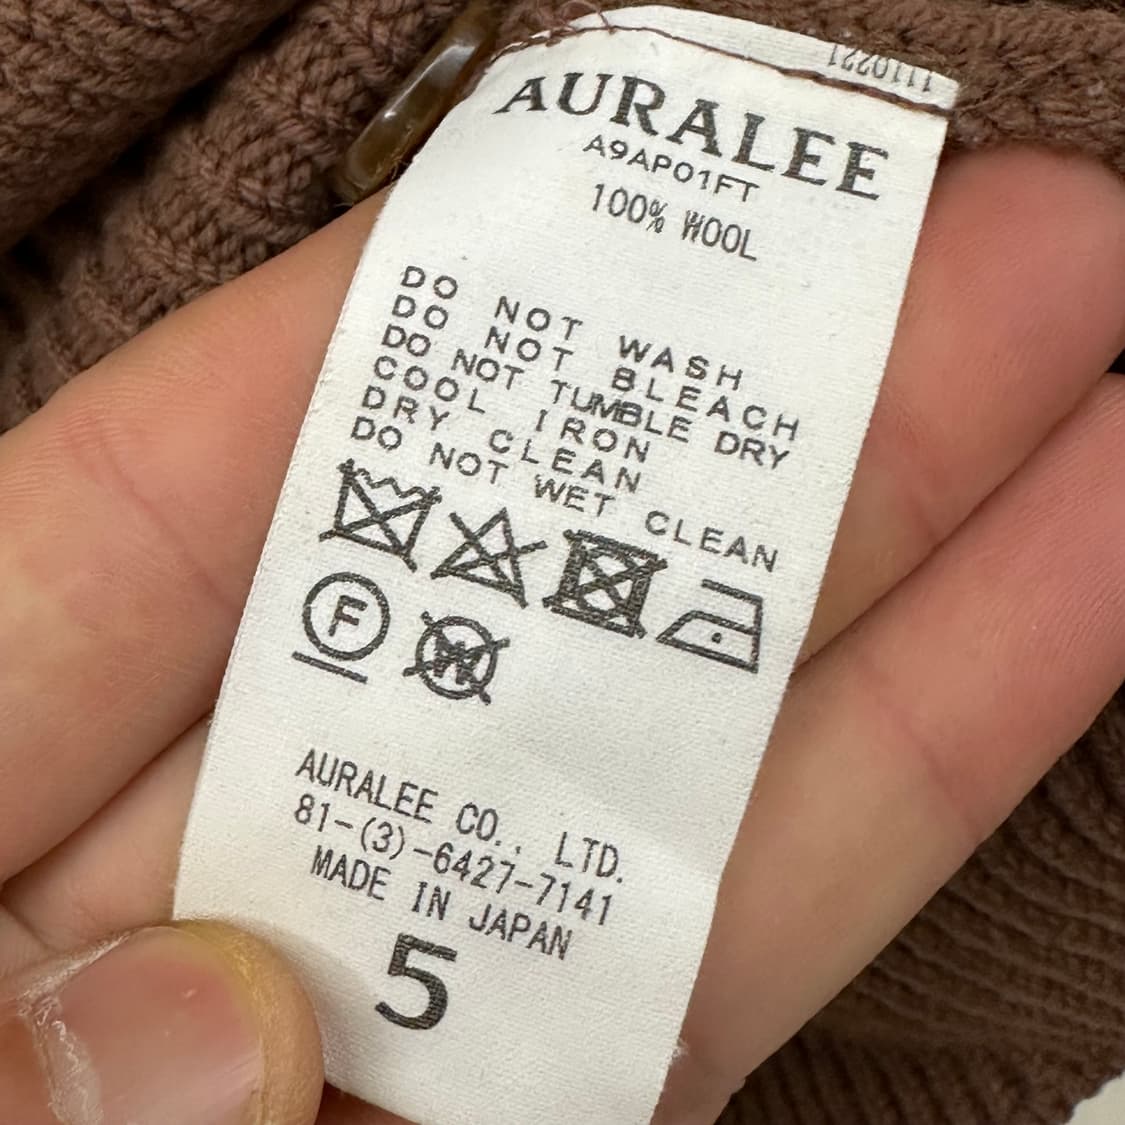 1110221
AURALEE
A9AP01FT
100% WOOL
DO NOT WASH
DO NOT BLEACH
DO NOT TUMBLE DRY
COOL IRON
DRY CLEAN
DO NOT WET CLEAN
F
W
AURALEE CO., LTD.
81-(3)-6427-7141
MADE IN JAPAN
5